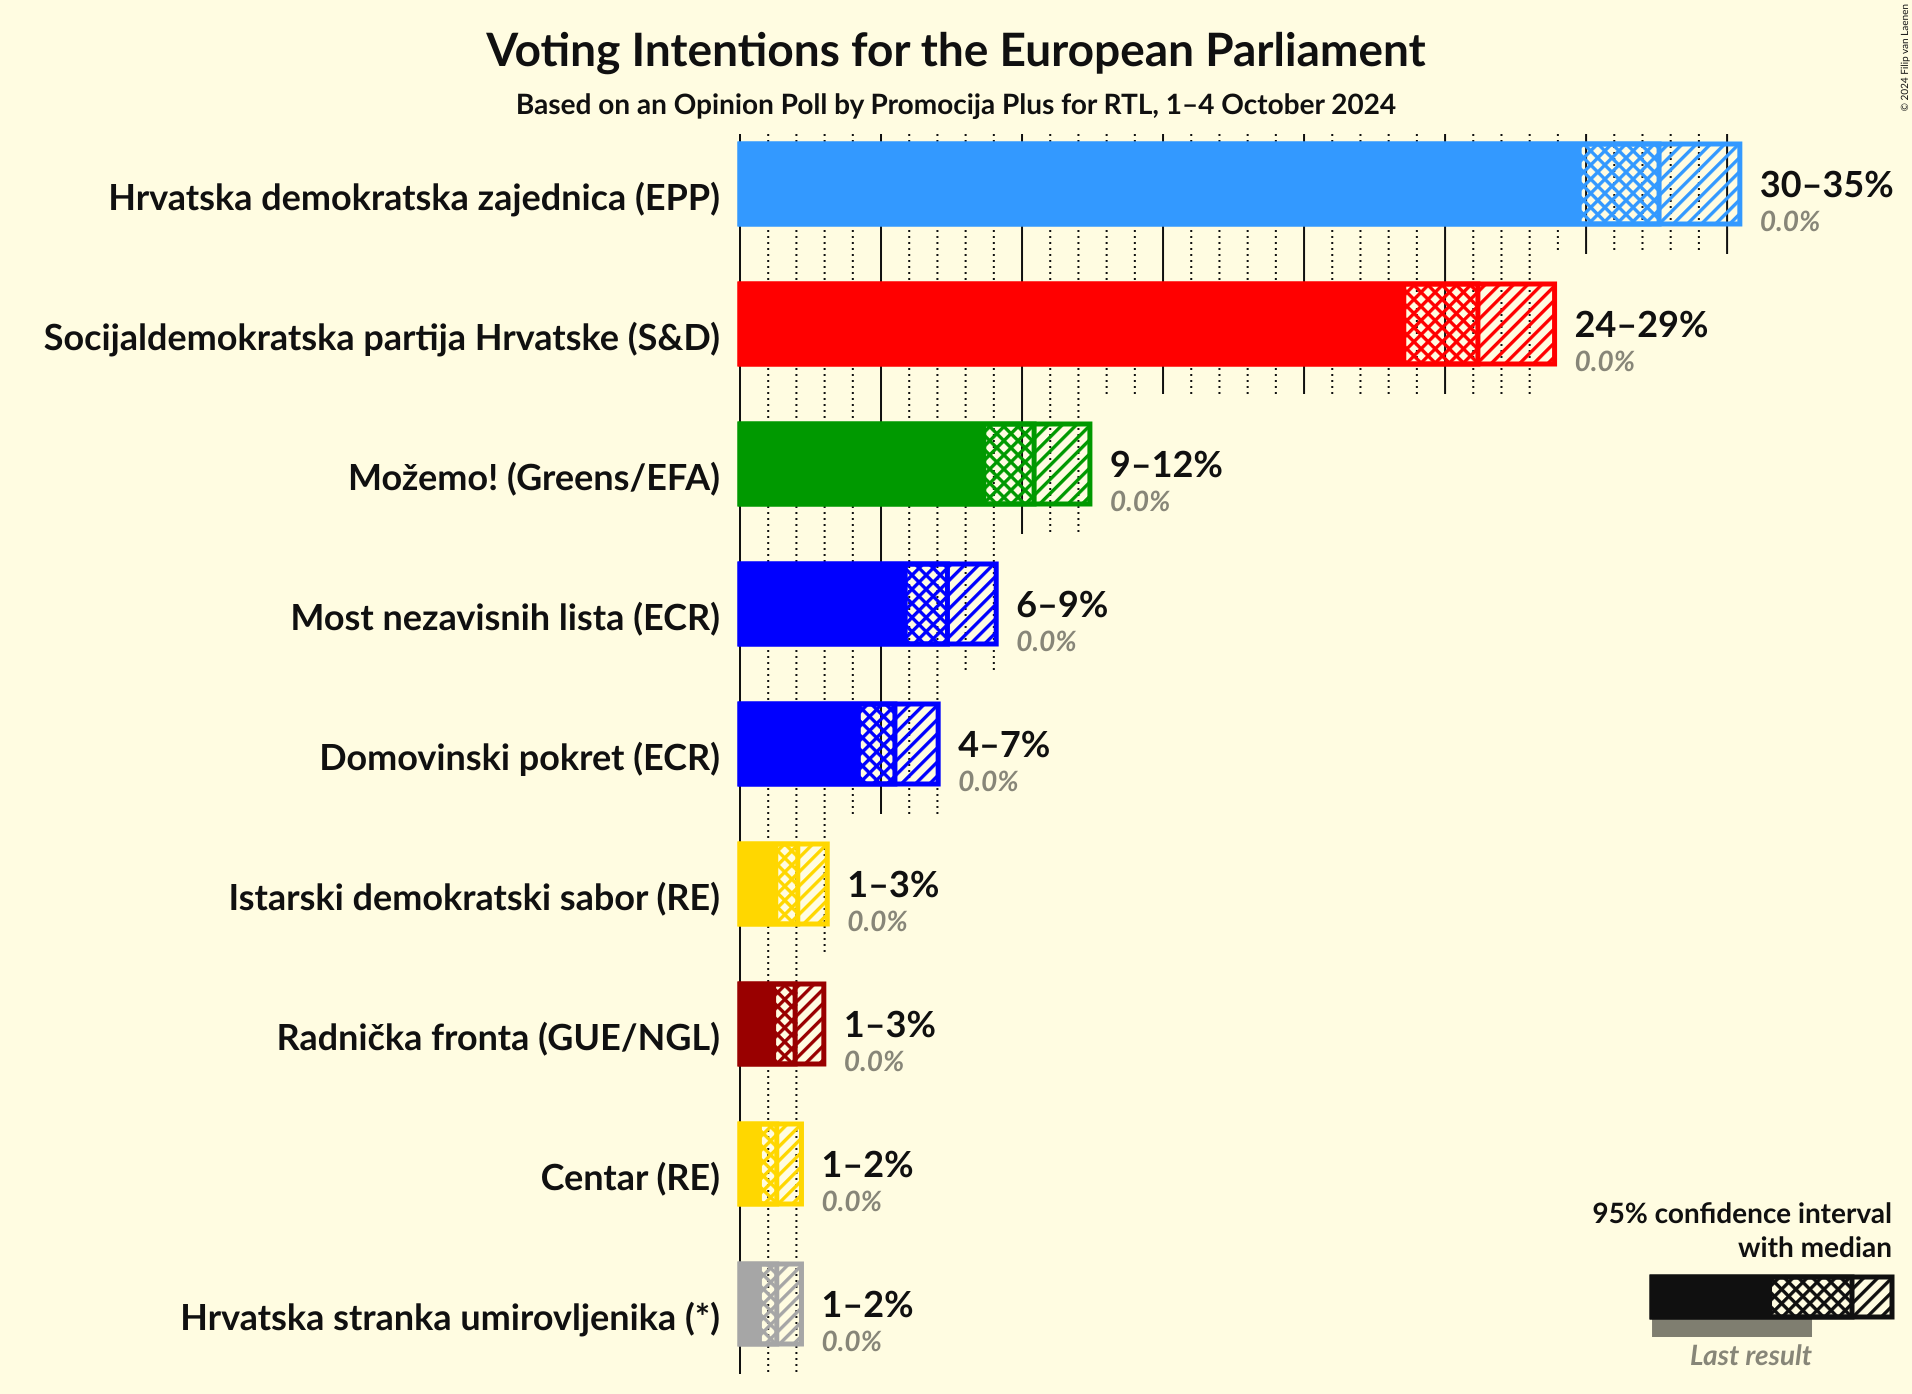 Voting Intentions for the European Parliament
Based on an Opinion Poll by Promocija Plus for RTL, 1–4 October 2024
© 2024 Filip van Laenen
Hrvatska demokratska zajednica (EPP)
30–35%
0.0%
Socijaldemokratska partija Hrvatske (S&D)
24–29%
0.0%
Možemo! (Greens/EFA)
9–12%
0.0%
Most nezavisnih lista (ECR)
6–9%
0.0%
Domovinski pokret (ECR)
4–7%
0.0%
Istarski demokratski sabor (RE)
1–3%
0.0%
Radnička fronta (GUE/NGL)
1–3%
0.0%
Centar (RE)
1–2%
0.0%
Hrvatska stranka umirovljenika (*)
1–2%
0.0%
95% confidence interval
with median
Last result